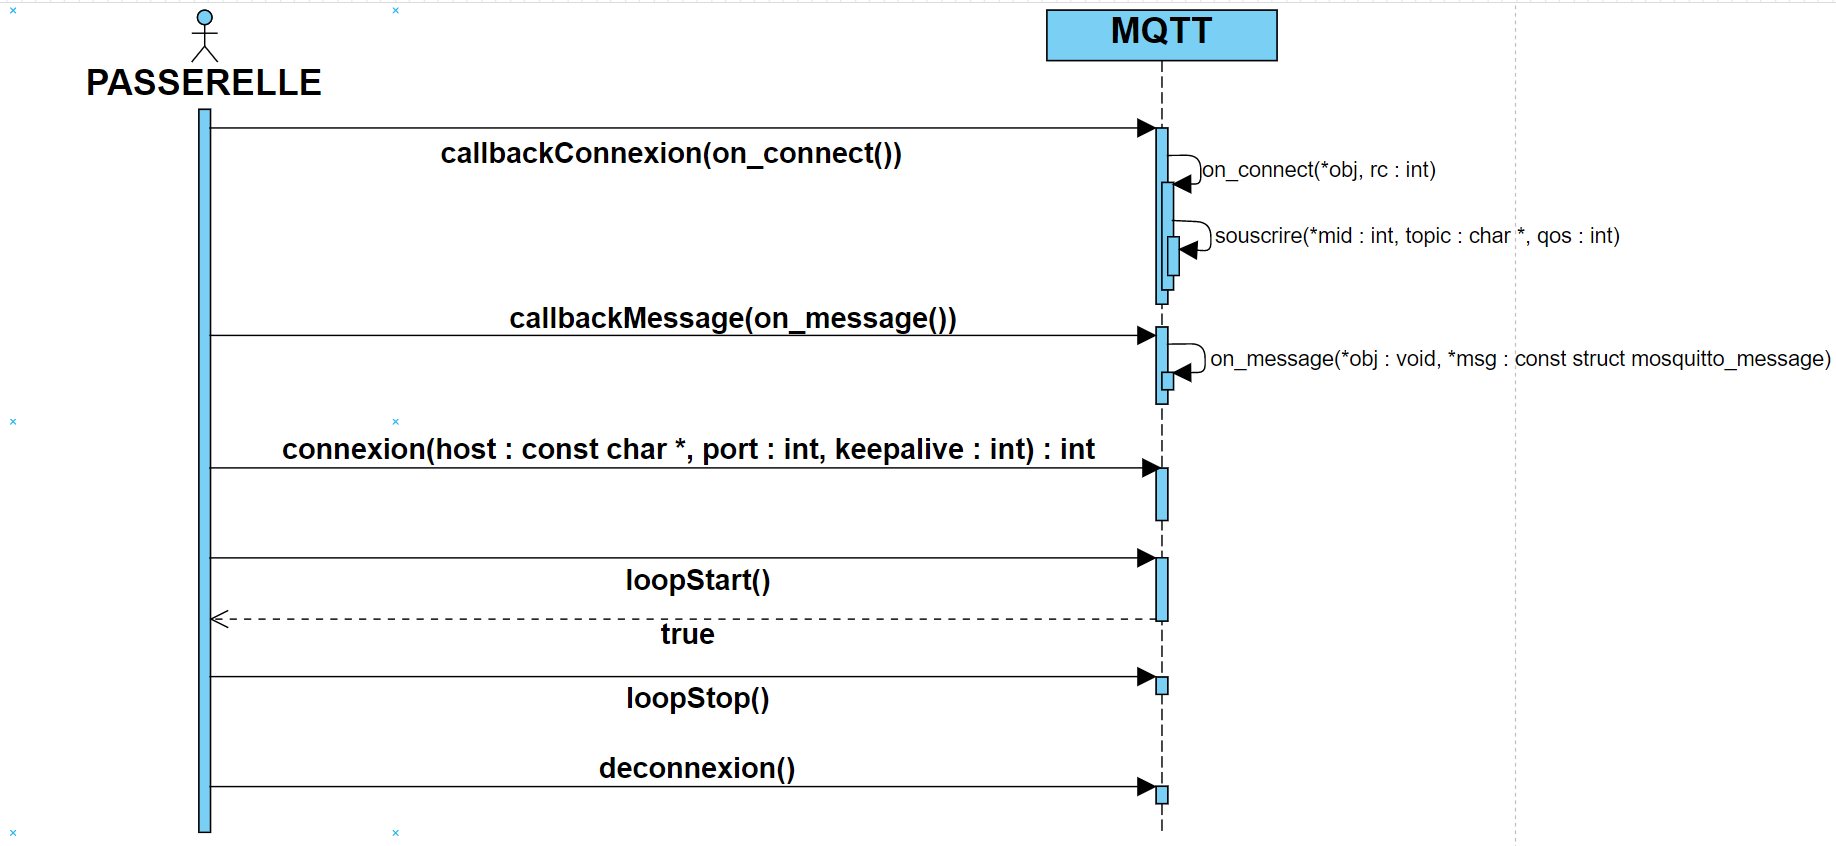 PASSERELLE
MQTT
callbackConnexion(on_connect())
on_connect(*obj, rc : int)
souscrire(*mid : int, topic : char *, qos : int)
callbackMessage(on_message())
on_message(*obj : void, *msg : const struct mosquitto_message)
connexion(host : const char *, port : int, keepalive : int) : int
loopStart()
true
loopStop()
deconnexion()